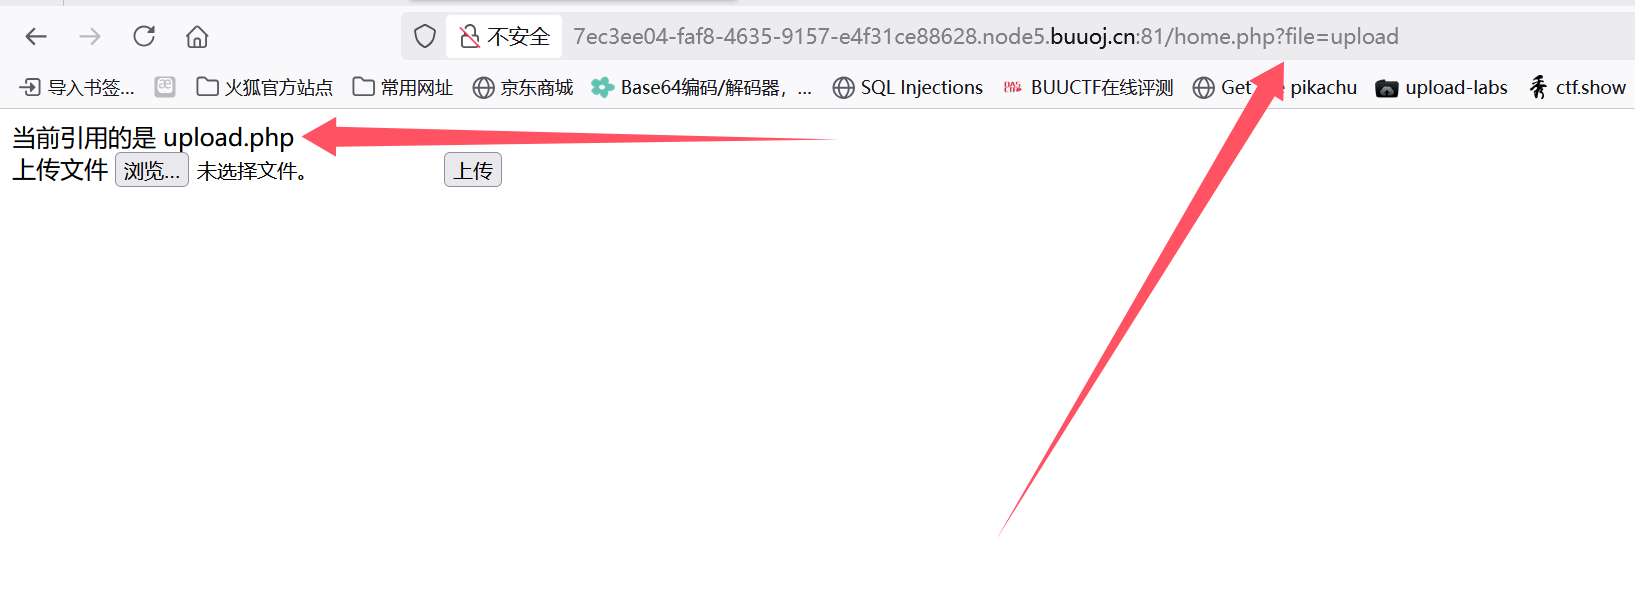 不安全 7ec3ee04-faf8-4635-9157-e4f31ce88628.node5.buuoj.cn:81/home.php?file=upload
导入书签... 火狐官方站点 常用网址 京东商城 Base64编码/解码器，... SQL Injections BUUCTF在线评测 Get pikachu upload-labs ctf.show
当前引用的是 upload.php
上传文件 浏览... 未选择文件。 上传